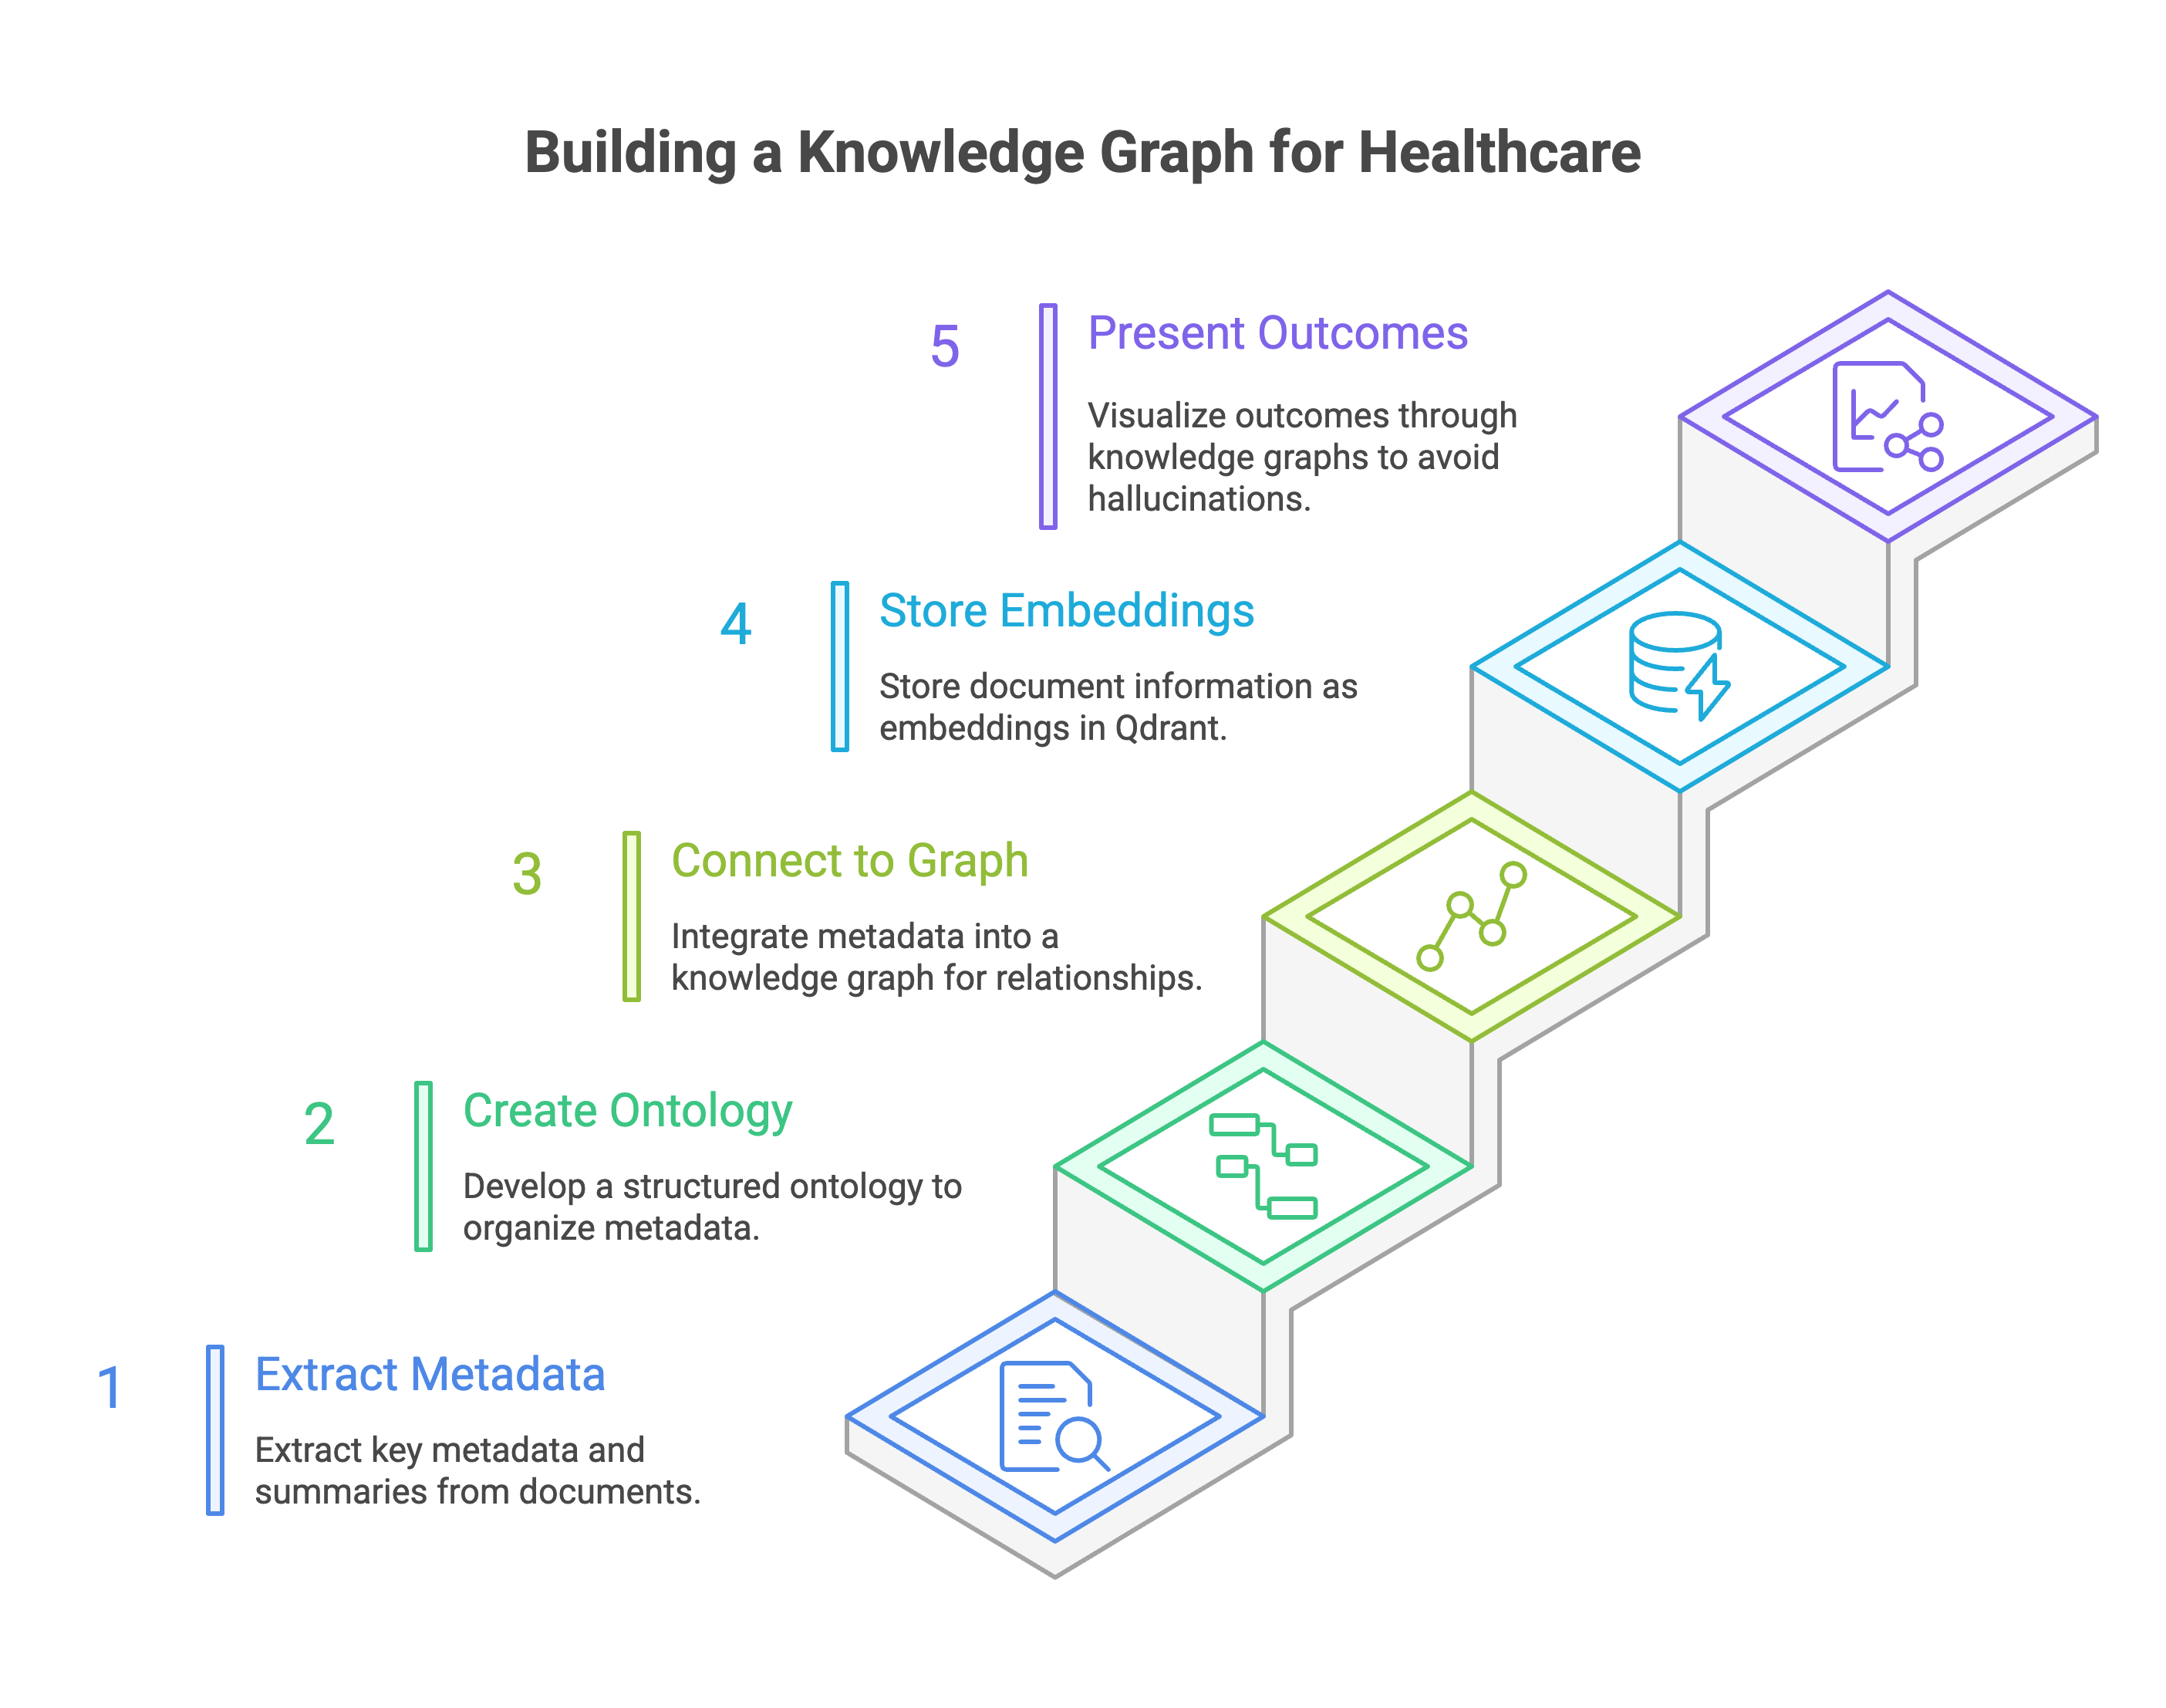 Building a Knowledge Graph for Healthcare
5
Present Outcomes
Visualize outcomes through
knowledge graphs to avoid
hallucinations.
4
Store Embeddings
Store document information as
embeddings in Qdrant.
3
Connect to Graph
Integrate metadata into a
knowledge graph for relationships.
2
Create Ontology
Develop a structured ontology to
organize metadata.
1
Extract Metadata
Extract key metadata and
summaries from documents.